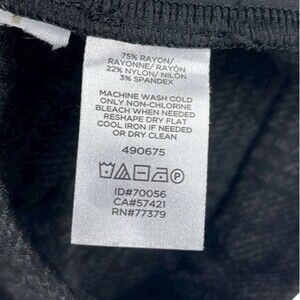 75% RAYON/
RAYONNE/RAYÓN
22% NYLON/NILÓN
3% SPANDEX
MACHINE WASH COLD
ONLY NON-CHLORINE
BLEACH WHEN NEEDED
RESHAPE DRY FLAT
COOL IRON IF NEEDED
OR DRY CLEAN
490675
ID#70056
CA#57421
RN#77379